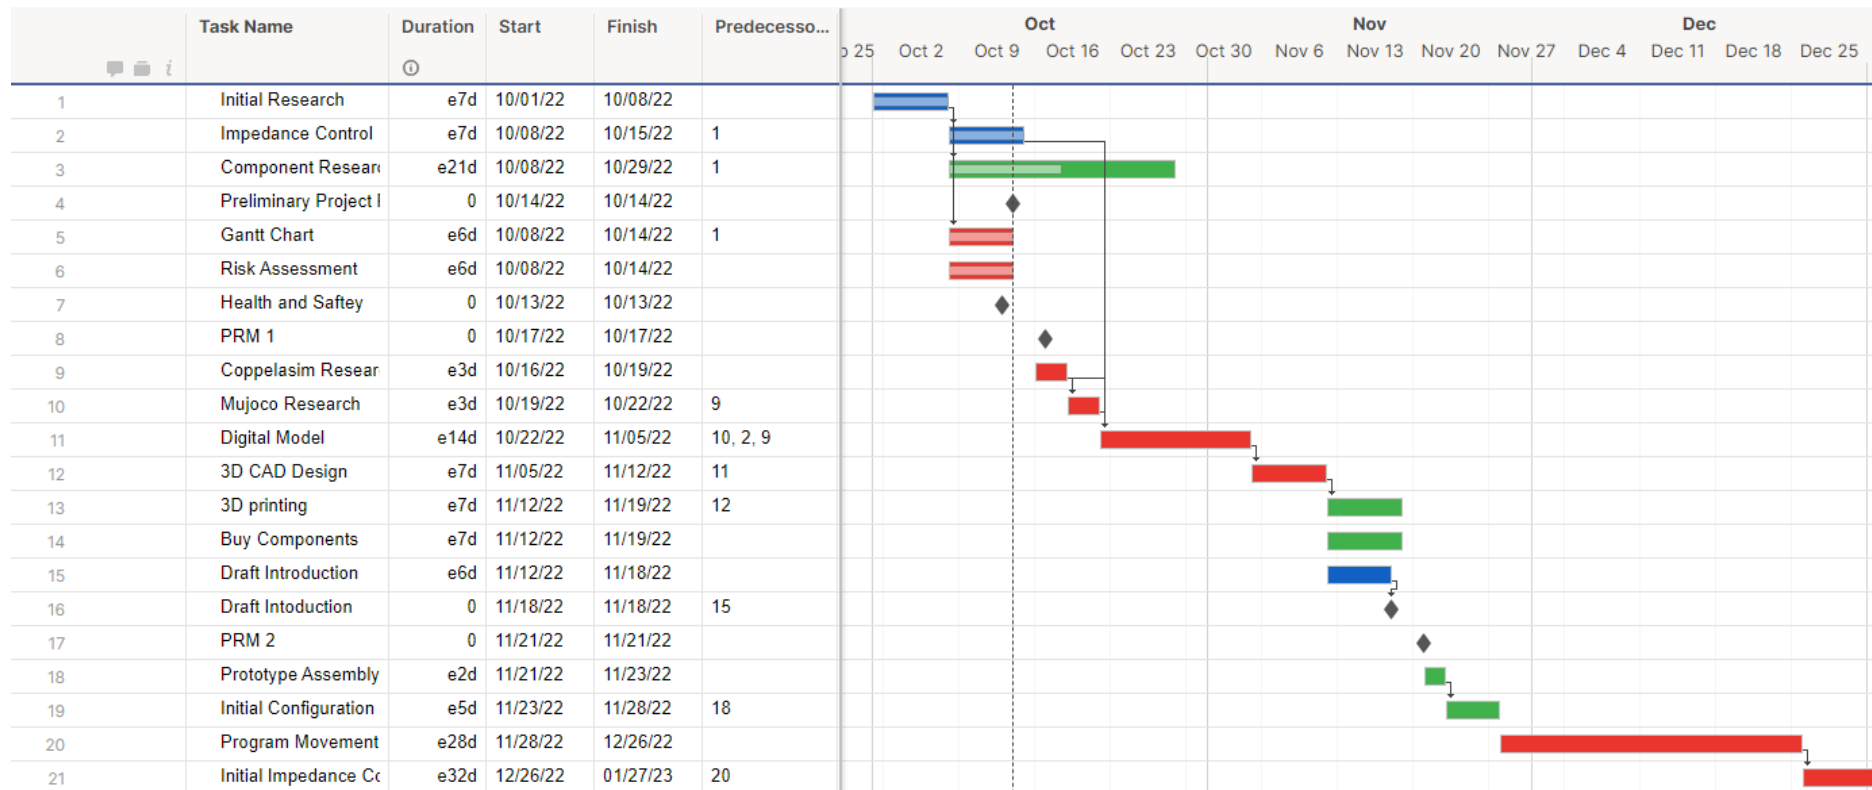 Task Name Duration Start Finish Predecesso... Oct Nov Dec
25 Oct 2 Oct 9 Oct 16 Oct 23 Oct 30 Nov 6 Nov 13 Nov 20 Nov 27 Dec 4 Dec 11 Dec 18 Dec 25
1 Initial Research e7d 10/01/22 10/08/22
2 Impedance Control e7d 10/08/22 10/15/22 1
3 Component Researc e21d 10/08/22 10/29/22 1
4 Preliminary Project 0 10/14/22 10/14/22
5 Gantt Chart e6d 10/08/22 10/14/22 1
6 Risk Assessment e6d 10/08/22 10/14/22
7 Health and Saftey 0 10/13/22 10/13/22
8 PRM 1 0 10/17/22 10/17/22
9 Coppelasim Resear e3d 10/16/22 10/19/22
10 Mujoco Research e3d 10/19/22 10/22/22 9
11 Digital Model e14d 10/22/22 11/05/22 10, 2, 9
12 3D CAD Design e7d 11/05/22 11/12/22 11
13 3D printing e7d 11/12/22 11/19/22 12
14 Buy Components e7d 11/12/22 11/19/22
15 Draft Introduction e6d 11/12/22 11/18/22
16 Draft Intoduction 0 11/18/22 11/18/22 15
17 PRM 2 0 11/21/22 11/21/22
18 Prototype Assembly e2d 11/21/22 11/23/22
19 Initial Configuration e5d 11/23/22 11/28/22 18
20 Program Movement e28d 11/28/22 12/26/22
21 Initial Impedance Co e32d 12/26/22 01/27/23 20